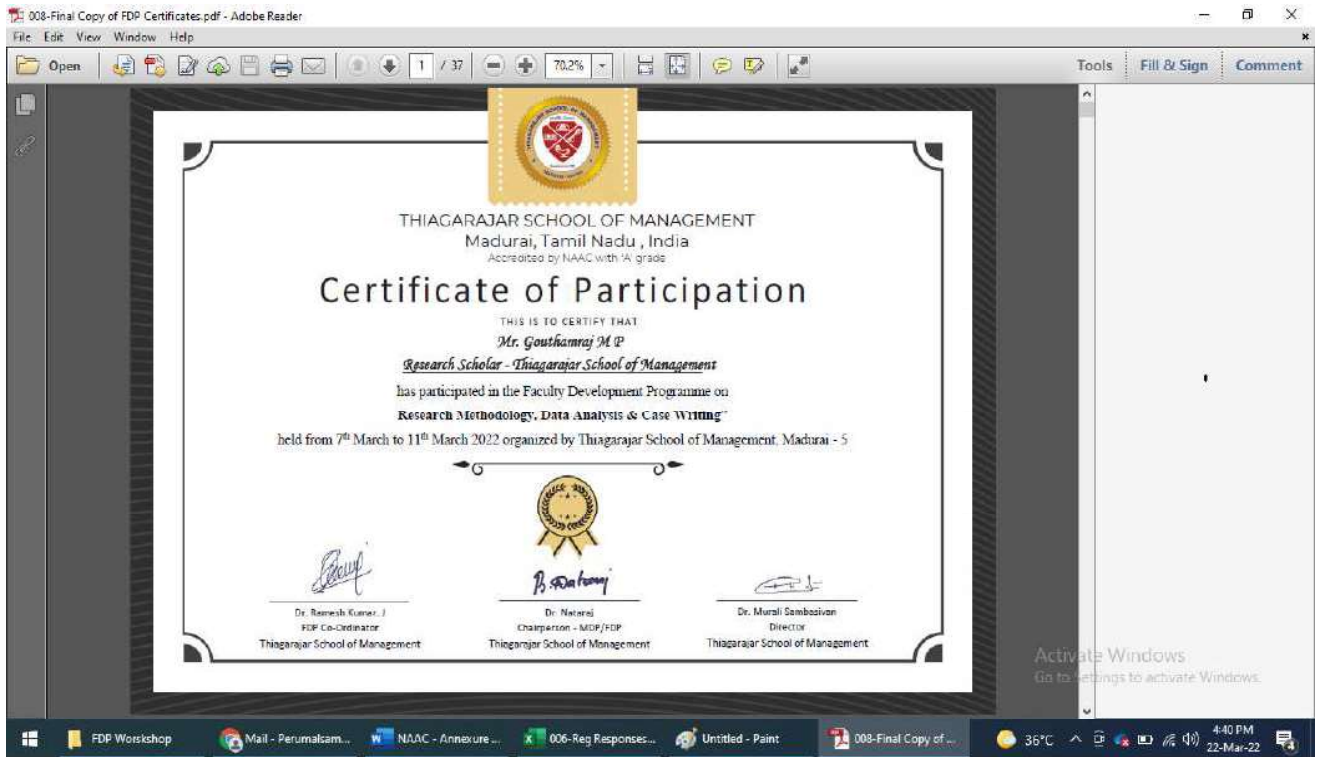 008-Final Copy of FDP Certificates.pdf - Adobe Reader
File Edit View Window Help
Open 1 / 37 70.2% Tools Fill & Sign Comment
THIAGARAJAR SCHOOL OF MANAGEMENT
Madurai, Tamil Nadu , India
Accredited by NAAC with 'A' grade
Certificate of Participation
THIS IS TO CERTIFY THAT
Mr. Gouthamraj M P
Research Scholar - Thiagarajar School of Management
has participated in the Faculty Development Programme on
Research Methodology, Data Analysis & Case Writing"
held from 7th March to 11th March 2022 organized by Thiagarajar School of Management, Madurai - 5
Dr. Ramesh Kumar. J
FDP Co-Ordinator
Thiagarajar School of Management
Dr. Nataraj
Chairperson - MDP/FDP
Thiagarajar School of Management
Dr. Murali Sambasivan
Director
Thiagarajar School of Management
Activate Windows
Go to Settings to activate Windows.
FDP Worskshop Mail - Perumalsam... NAAC - Annexure ... 006-Reg Responses... Untitled - Paint 008-Final Copy of ... 36°C 4:40 PM
22-Mar-22